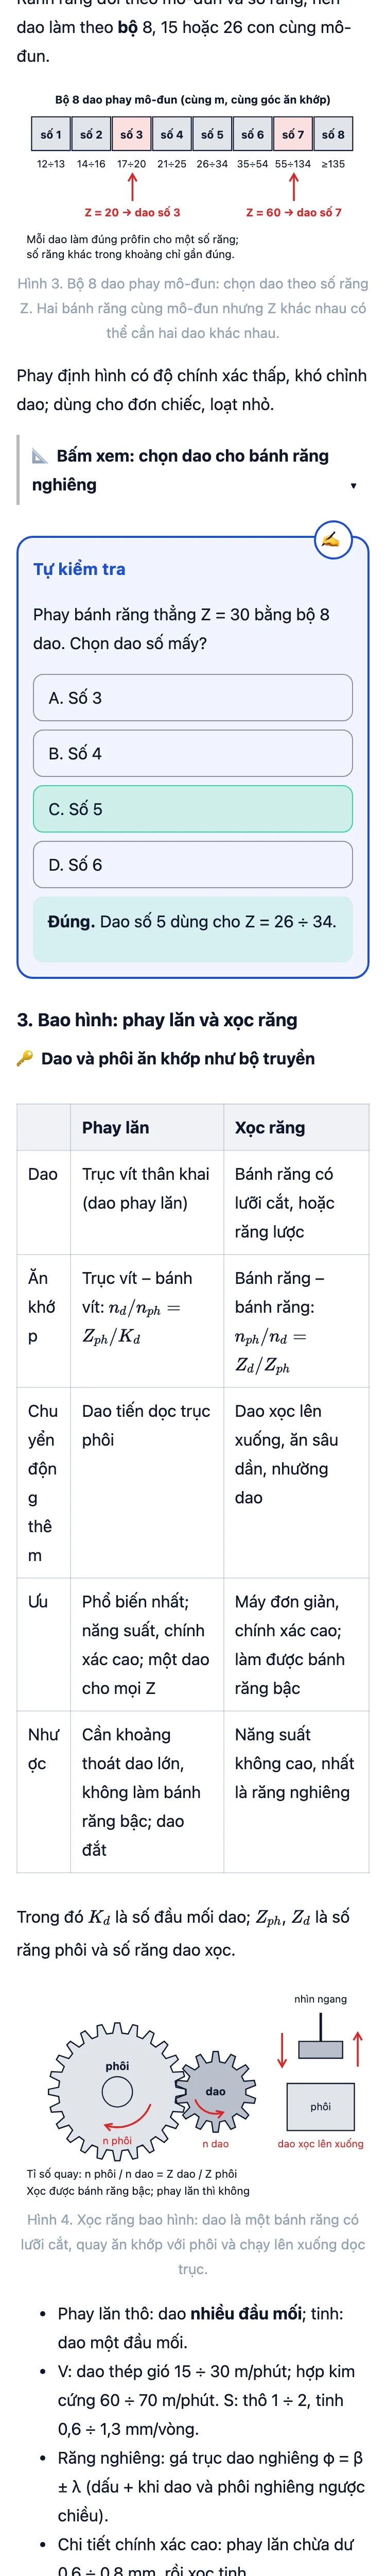 dao làm theo bộ 8, 15 hoặc 26 con cùng mô-
đun.
Bộ 8 dao phay mô-đun (cùng m, cùng góc ăn khớp)
số 1 số 2 số 3 số 4 số 5 số 6 số 7 số 8
12÷13 14÷16 17÷20 21÷25 26÷34 35÷54 55÷134 ≥135
Z = 20 → dao số 3 Z = 60 → dao số 7
Mỗi dao làm đúng prôfin cho một số răng;
số răng khác trong khoảng chỉ gần đúng.
Hình 3. Bộ 8 dao phay mô-đun: chọn dao theo số răng
Z. Hai bánh răng cùng mô-đun nhưng Z khác nhau có
thể cần hai dao khác nhau.
Phay định hình có độ chính xác thấp, khó chỉnh
dao; dùng cho đơn chiếc, loạt nhỏ.
📐 Bấm xem: chọn dao cho bánh răng
nghiêng ▼
✍️
Tự kiểm tra
Phay bánh răng thẳng Z = 30 bằng bộ 8
dao. Chọn dao số mấy?
A. Số 3
B. Số 4
C. Số 5
D. Số 6
Đúng. Dao số 5 dùng cho Z = 26 ÷ 34.
3. Bao hình: phay lăn và xọc răng
🔑 Dao và phôi ăn khớp như bộ truyền
Phay lăn
Xọc răng
Dao
Trục vít thân khai
(dao phay lăn)
Bánh răng có
lưỡi cắt, hoặc
răng lược
Ăn
khớ
p
Trục vít – bánh
vít: n_d/n_ph =
Z_ph/K_d
Bánh răng –
bánh răng:
n_ph/n_d =
Z_d/Z_ph
Chu
yển
độn
g
thê
m
Dao tiến dọc trục
phôi
Dao xọc lên
xuống, ăn sâu
dần, nhường
dao
Ưu
Phổ biến nhất;
năng suất, chính
xác cao; một dao
cho mọi Z
Máy đơn giản,
chính xác cao;
làm được bánh
răng bậc
Như
ợc
Cần khoảng
thoát dao lớn,
không làm bánh
răng bậc; dao
đắt
Năng suất
không cao, nhất
là răng nghiêng
Trong đó K_d là số đầu mối dao; Z_ph, Z_d là số
răng phôi và số răng dao xọc.
nhìn ngang
phôi
dao
phôi
n phôi
n dao
dao xọc lên xuống
Tỉ số quay: n phôi / n dao = Z dao / Z phôi
Xọc được bánh răng bậc; phay lăn thì không
Hình 4. Xọc răng bao hình: dao là một bánh răng có
lưỡi cắt, quay ăn khớp với phôi và chạy lên xuống dọc
trục.
• Phay lăn thô: dao nhiều đầu mối; tinh:
dao một đầu mối.
• V: dao thép gió 15 ÷ 30 m/phút; hợp kim
cứng 60 ÷ 70 m/phút. S: thô 1 ÷ 2, tinh
0,6 ÷ 1,3 mm/vòng.
• Răng nghiêng: gá trục dao nghiêng φ = β
± λ (dấu + khi dao và phôi nghiêng ngược
chiều).
• Chi tiết chính xác cao: phay lăn chừa dư
0,6 ÷ 0,8 mm, rồi xọc tinh